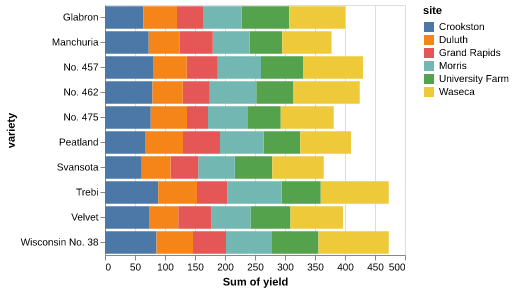 site
Crookston
Duluth
Grand Rapids
Morris
University Farm
Waseca
variety
Glabron
Manchuria
No. 457
No. 462
No. 475
Peatland
Svansota
Trebi
Velvet
Wisconsin No. 38
0 50 100 150 200 250 300 350 400 450 500
Sum of yield